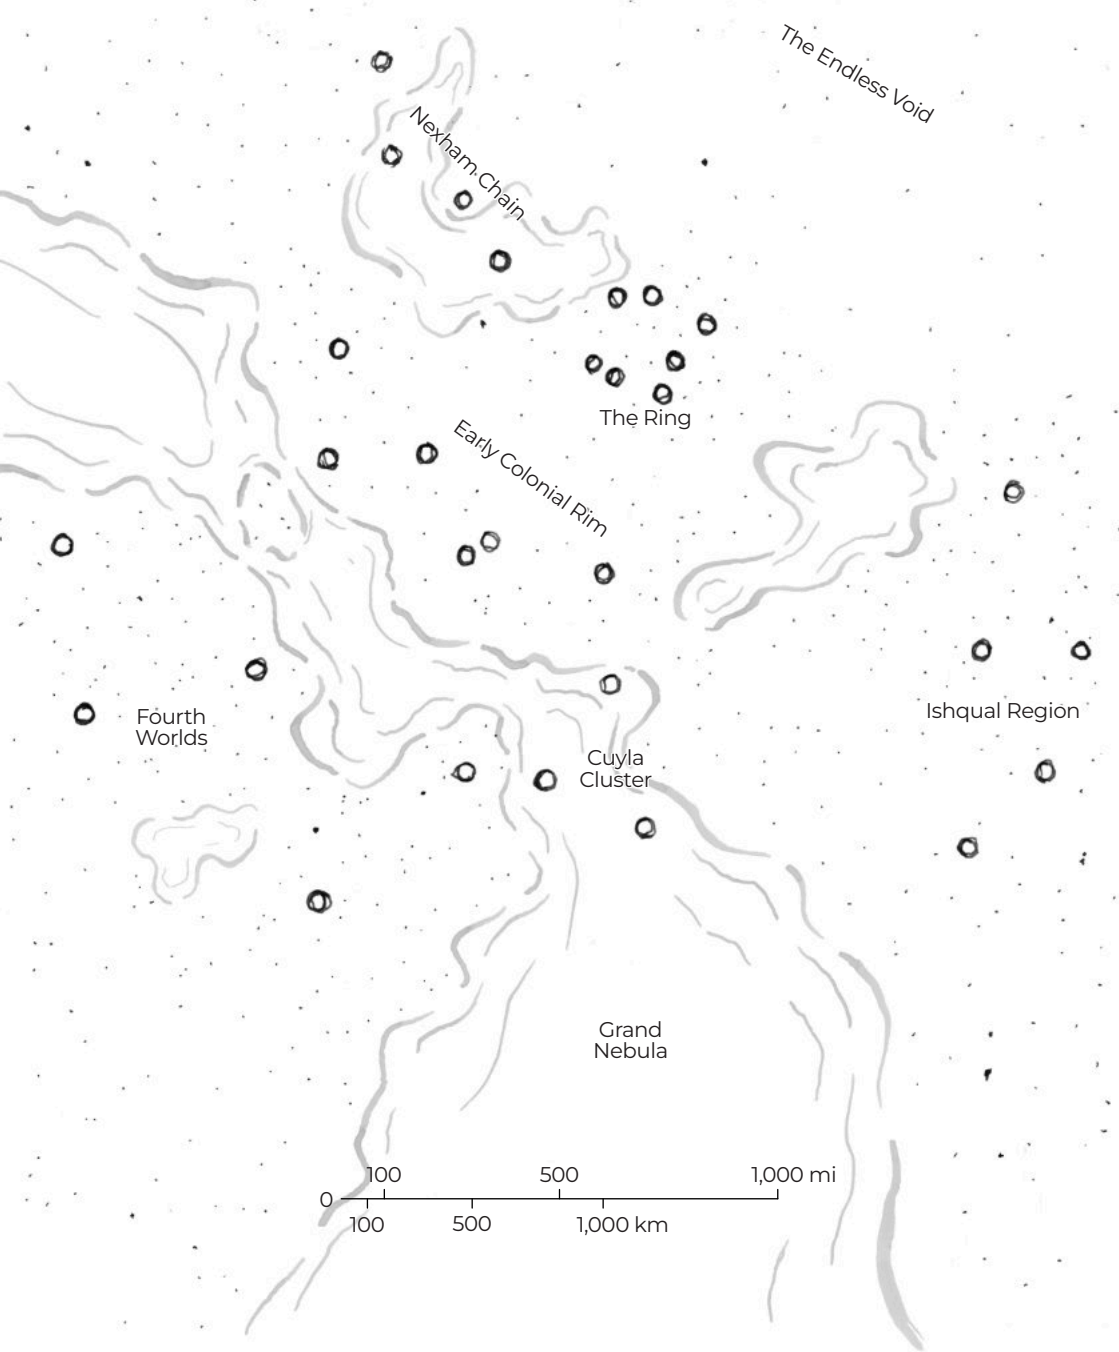 The Endless Void
Nexham Chain
The Ring
Early Colonial Rim
Ishqual Region
Fourth
Worlds
Cuyla
Cluster
Grand
Nebula
100 500 1,000 mi
0
100 500 1,000 km